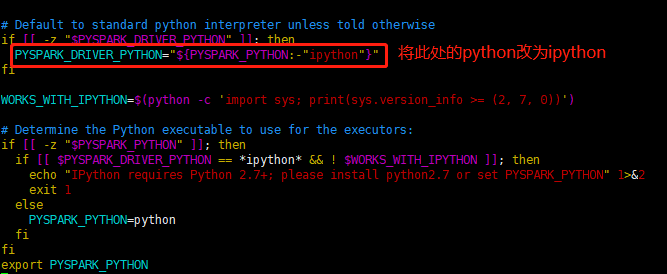 # Default to standard python interpreter unless told otherwise
if [[ -z "$PYSPARK_DRIVER_PYTHON" ]]; then
  PYSPARK_DRIVER_PYTHON="${PYSPARK_PYTHON:-"ipython"}"
将此处的python改为ipython
fi
WORKS_WITH_IPYTHON=$(python -c 'import sys; print(sys.version_info >= (2, 7, 0))')
# Determine the Python executable to use for the executors:
if [[ -z "$PYSPARK_PYTHON" ]]; then
  if [[ $PYSPARK_DRIVER_PYTHON == *ipython* && ! $WORKS_WITH_IPYTHON ]]; then
    echo "IPython requires Python 2.7+; please install python2.7 or set PYSPARK_PYTHON" 1>&2
    exit 1
  else
    PYSPARK_PYTHON=python
  fi
fi
export PYSPARK_PYTHON